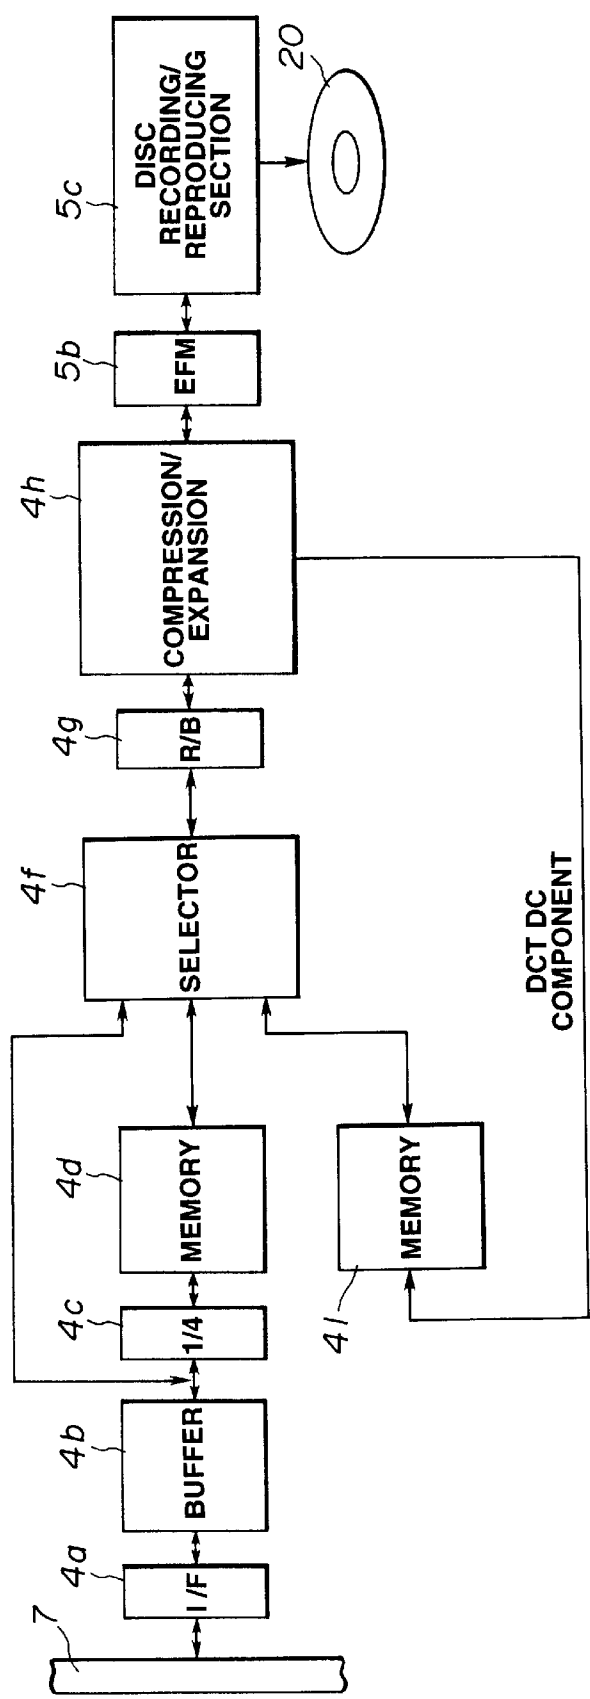 7
4a
I/F
4b
BUFFER
4c
1/4
4d
MEMORY
41
MEMORY
4f
SELECTOR
4g
R/B
4h
COMPRESSION/
EXPANSION
DCT DC
COMPONENT
5b
EFM
5c
DISC
RECORDING/
REPRODUCING
SECTION
20